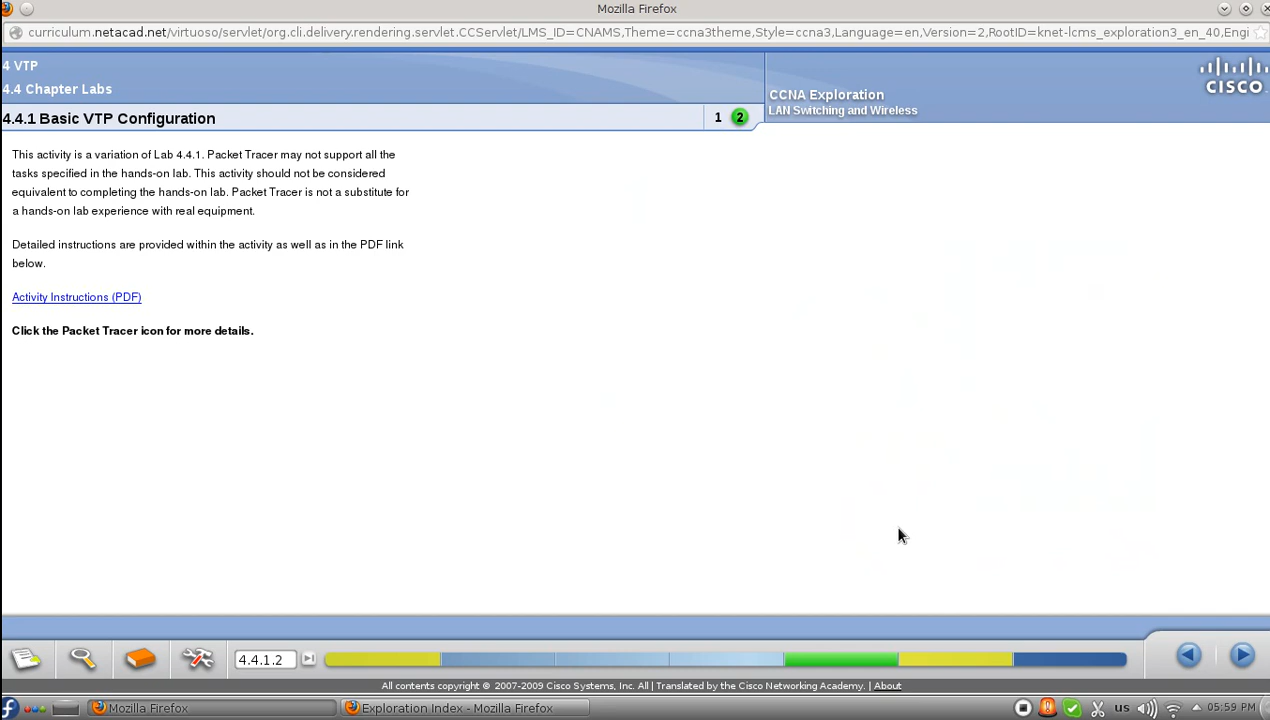 Mozilla Firefox
curriculum.netacad.net/virtuoso/servlet/org.cli.delivery.rendering.servlet.CCServlet/LMS_ID=CNAMS,Theme=ccna3theme,Style=ccna3,Language=en,Version=2,RootID=knet-lcms_exploration3_en_40,Engi
4 VTP
4.4 Chapter Labs
CISCO
CCNA Exploration
LAN Switching and Wireless
4.4.1 Basic VTP Configuration
1 2
This activity is a variation of Lab 4.4.1. Packet Tracer may not support all the
tasks specified in the hands-on lab. This activity should not be considered
equivalent to completing the hands-on lab. Packet Tracer is not a substitute for
a hands-on lab experience with real equipment.
Detailed instructions are provided within the activity as well as in the PDF link
below.
Activity Instructions (PDF)
Click the Packet Tracer icon for more details.
4.4.1.2
All contents copyright © 2007-2009 Cisco Systems, Inc. All | Translated by the Cisco Networking Academy. | About
Mozilla Firefox
Exploration Index - Mozilla Firefox
us
05:59 PM